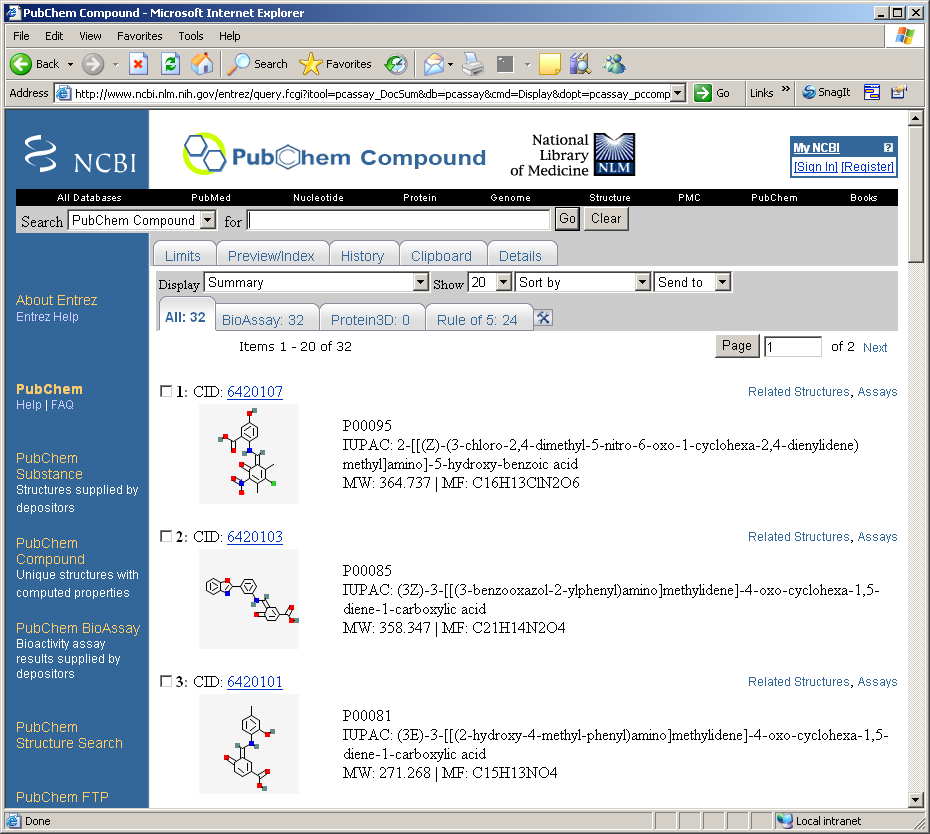 PubChem Compound - Microsoft Internet Explorer
File Edit View Favorites Tools Help
Back Search Favorites
Address http://www.ncbi.nlm.nih.gov/entrez/query.fcgi?itool=pcassay_DocSum&db=pcassay&cmd=Display&dopt=pcassay_pccomp Go Links » SnagIt
NCBI
PubChem Compound
National
Library
of Medicine NLM
My NCBI ?
[Sign In] [Register]
All Databases PubMed Nucleotide Protein Genome Structure PMC PubChem Books
Search PubChem Compound for Go Clear
Limits Preview/Index History Clipboard Details
Display Summary Show 20 Sort by Send to
All: 32 BioAssay: 32 Protein3D: 0 Rule of 5: 24
Items 1 - 20 of 32
Page 1 of 2 Next
About Entrez
Entrez Help
PubChem
Help | FAQ
PubChem
Substance
Structures supplied by
depositors
PubChem
Compound
Unique structures with
computed properties
PubChem BioAssay
Bioactivity assay
results supplied by
depositors
PubChem
Structure Search
PubChem FTP
1: CID: 6420107 Related Structures, Assays
P00095
IUPAC: 2-[[(Z)-(3-chloro-2,4-dimethyl-5-nitro-6-oxo-1-cyclohexa-2,4-dienylidene)
methyl]amino]-5-hydroxy-benzoic acid
MW: 364.737 | MF: C16H13ClN2O6
2: CID: 6420103 Related Structures, Assays
P00085
IUPAC: (3Z)-3-[[(3-benzooxazol-2-ylphenyl)amino]methylidene]-4-oxo-cyclohexa-1,5-
diene-1-carboxylic acid
MW: 358.347 | MF: C21H14N2O4
3: CID: 6420101 Related Structures, Assays
P00081
IUPAC: (3E)-3-[[(2-hydroxy-4-methyl-phenyl)amino]methylidene]-4-oxo-cyclohexa-1,5-
diene-1-carboxylic acid
MW: 271.268 | MF: C15H13NO4
Done Local intranet